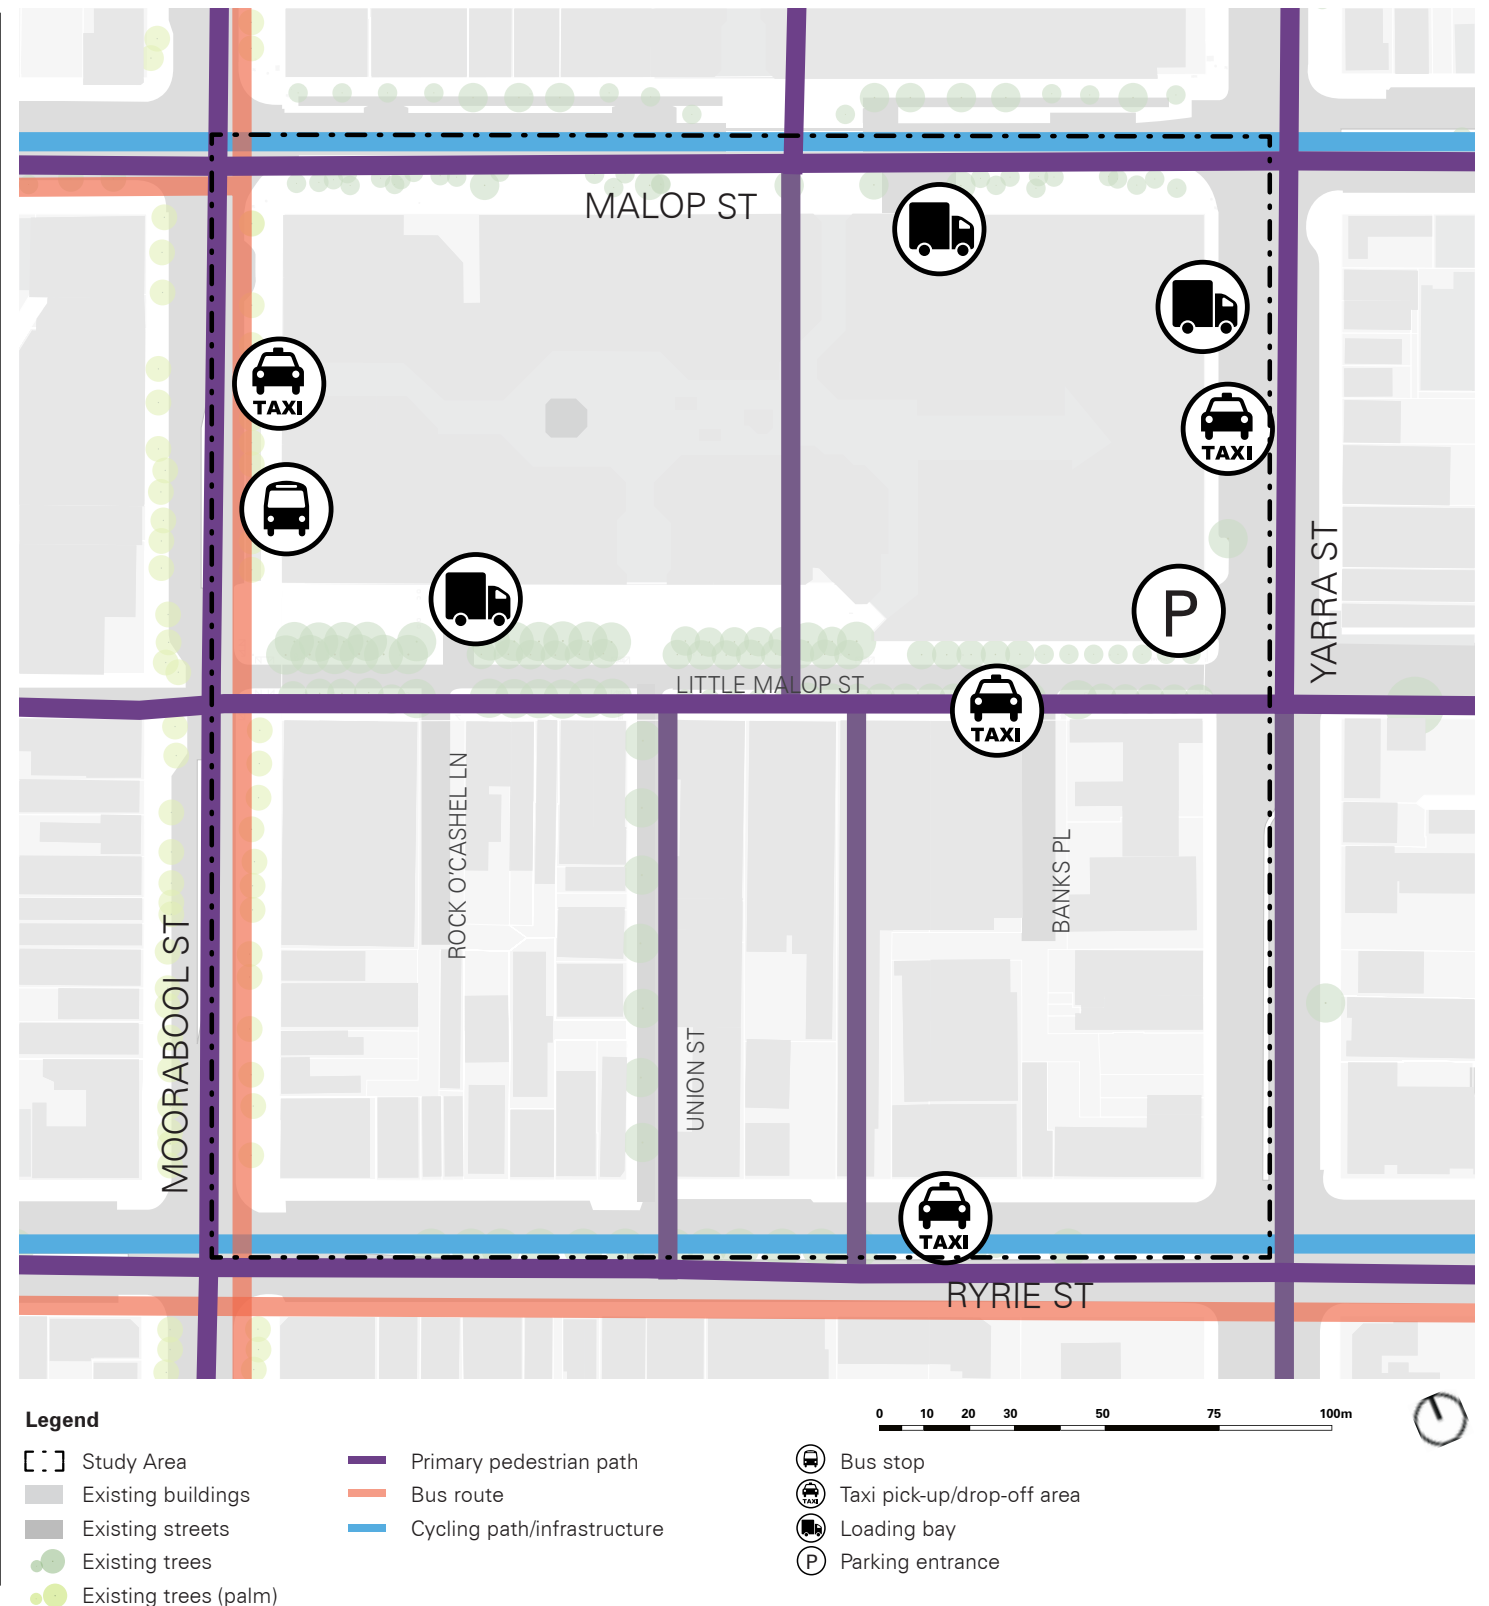 MALOP ST
TAXI
TAXI
YARRA ST
P
LITTLE MALOP ST
TAXI
ROCK O'CASHEL LN
BANKS PL
MOORABOOL ST
UNION ST
TAXI
RYRIE ST
Legend
0 10 20 30 50 75 100m
Study Area
Existing buildings
Existing streets
Existing trees
Existing trees (palm)
Primary pedestrian path
Bus route
Cycling path/infrastructure
Bus stop
TAXI Taxi pick-up/drop-off area
Loading bay
P Parking entrance